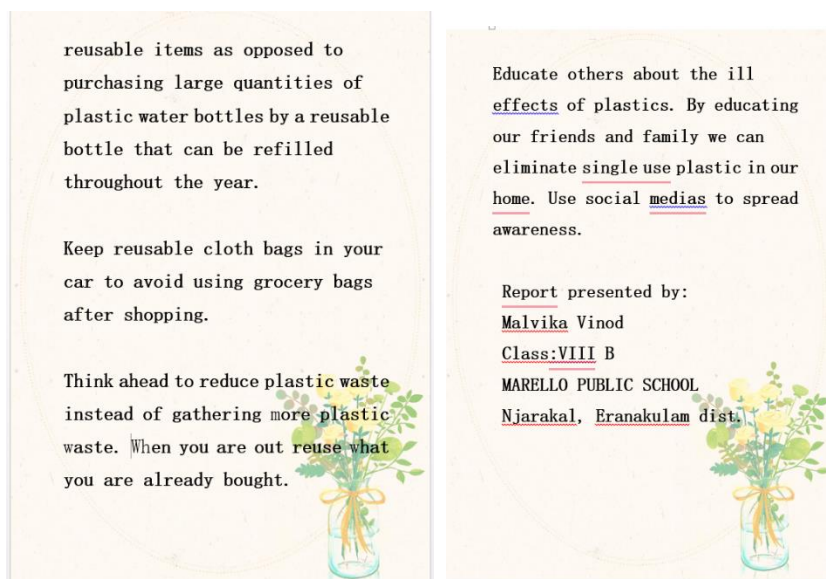 reusable items as opposed to
purchasing large quantities of
plastic water bottles by a reusable
bottle that can be refilled
throughout the year.
Keep reusable cloth bags in your
car to avoid using grocery bags
after shopping.
Think ahead to reduce plastic waste
instead of gathering more plastic
waste. When you are out reuse what
you are already bought.
Educate others about the ill
effects of plastics. By educating
our friends and family we can
eliminate single use plastic in our
home. Use social medias to spread
awareness.
Report presented by:
Malvika Vinod
Class:VIII B
MARELLO PUBLIC SCHOOL
Njarakal, Eranakulam dist.